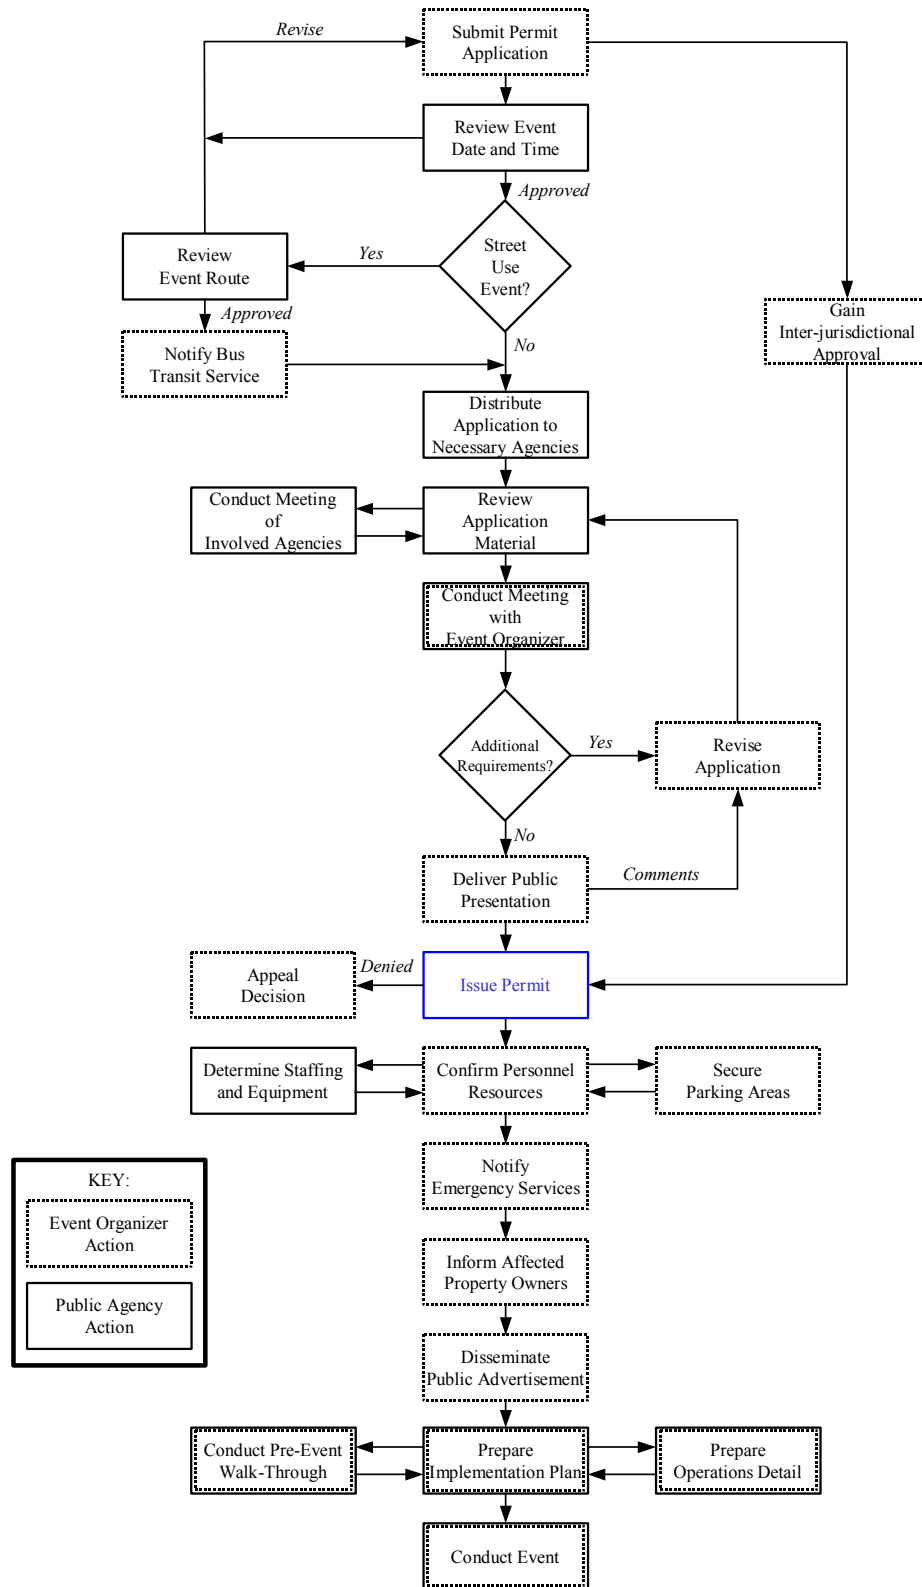 Revise
Submit Permit
Application
Review Event
Date and Time
Approved
Street
Use
Event?
Yes
Review
Event Route
Approved
No
Gain
Inter-jurisdictional
Approval
Notify Bus
Transit Service
Distribute
Application to
Necessary Agencies
Conduct Meeting
of
Involved Agencies
Review
Application
Material
Conduct Meeting
with
Event Organizer
Additional
Requirements?
Yes
Revise
Application
No
Deliver Public
Presentation
Comments
Denied
Appeal
Decision
Issue Permit
Determine Staffing
and Equipment
Confirm Personnel
Resources
Secure
Parking Areas
Notify
Emergency Services
KEY:
Event Organizer
Action
Public Agency
Action
Inform Affected
Property Owners
Disseminate
Public Advertisement
Conduct Pre-Event
Walk-Through
Prepare
Implementation Plan
Prepare
Operations Detail
Conduct Event